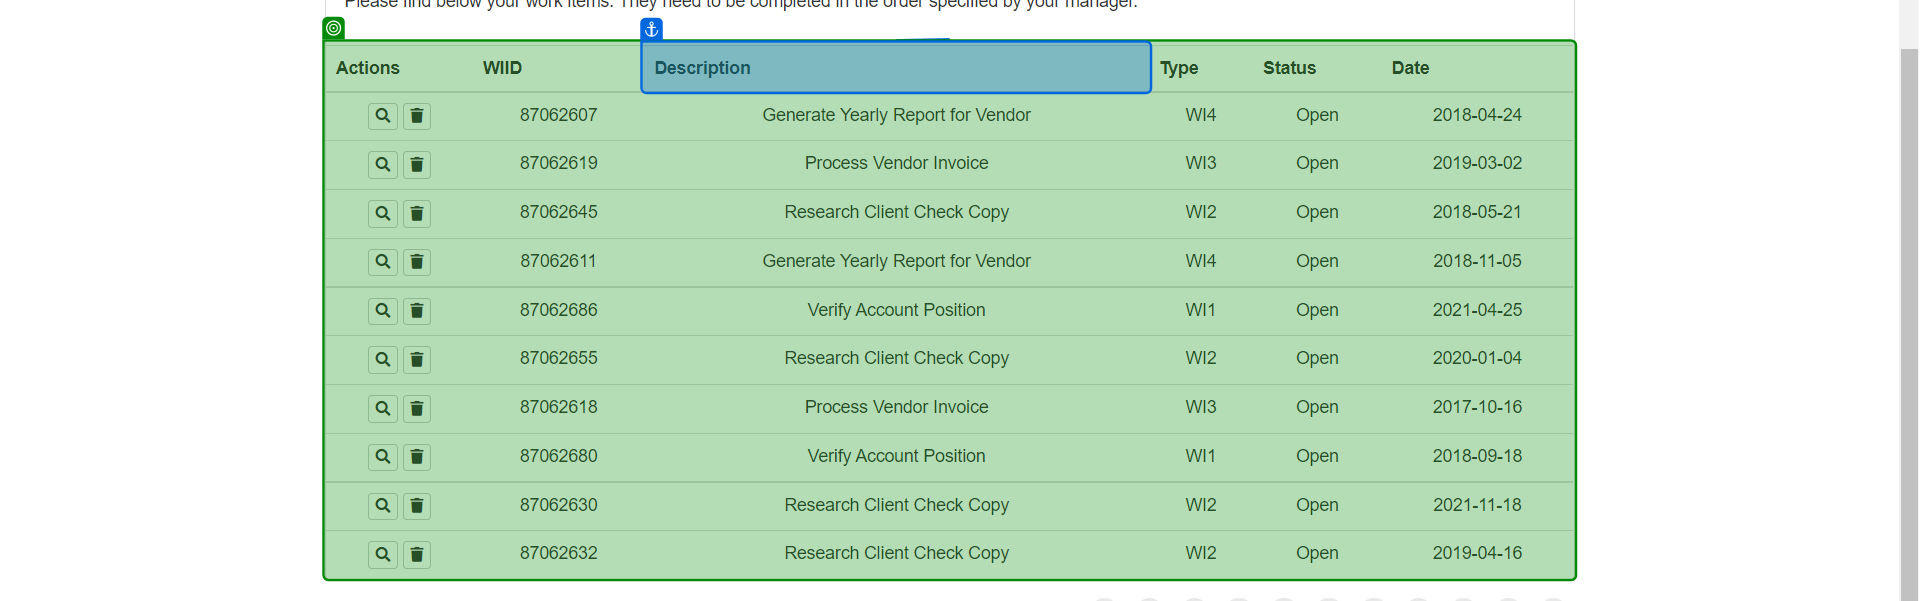 Please find below your work items. They need to be completed in the order specified by your manager.
Actions WIID Description Type Status Date
87062607 Generate Yearly Report for Vendor WI4 Open 2018-04-24
87062619 Process Vendor Invoice WI3 Open 2019-03-02
87062645 Research Client Check Copy WI2 Open 2018-05-21
87062611 Generate Yearly Report for Vendor WI4 Open 2018-11-05
87062686 Verify Account Position WI1 Open 2021-04-25
87062655 Research Client Check Copy WI2 Open 2020-01-04
87062618 Process Vendor Invoice WI3 Open 2017-10-16
87062680 Verify Account Position WI1 Open 2018-09-18
87062630 Research Client Check Copy WI2 Open 2021-11-18
87062632 Research Client Check Copy WI2 Open 2019-04-16